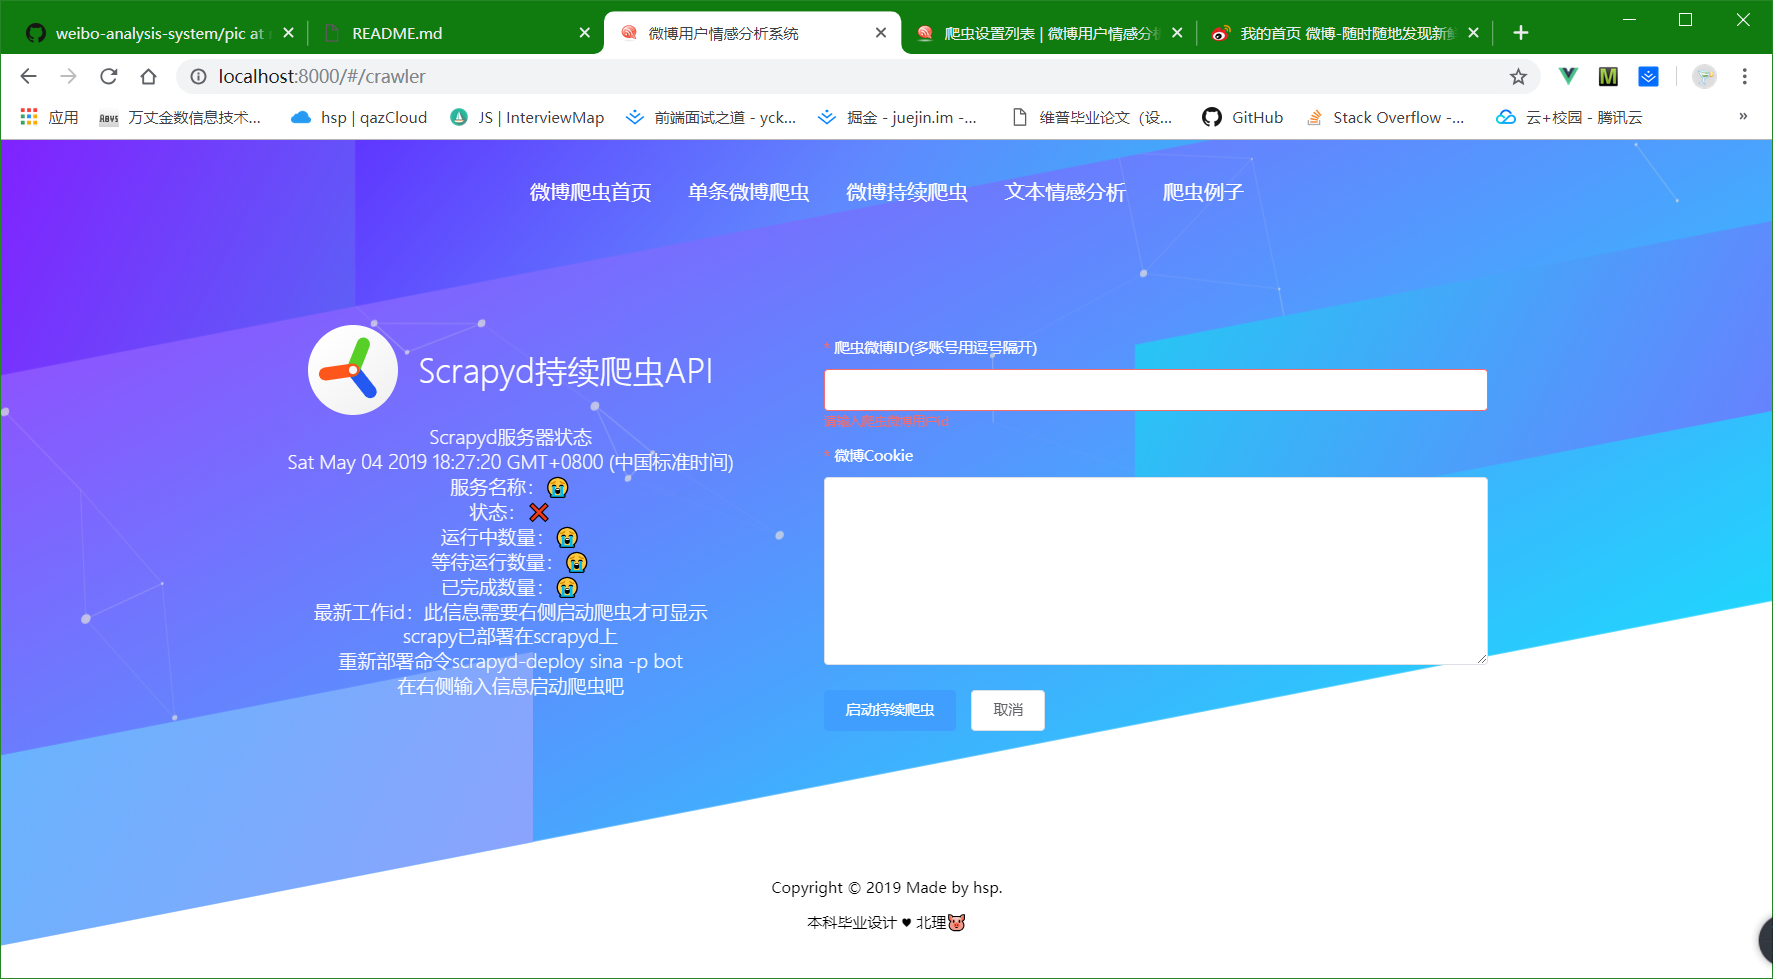 weibo-analysis-system/pic at
README.md
微博用户情感分析系统
爬虫设置列表 | 微博用户情感分析
我的首页 微博-随时随地发现新鲜
localhost:8000/#/crawler
应用
万丈金数信息技术...
hsp | qazCloud
JS | InterviewMap
前端面试之道 - yck...
掘金 - juejin.im -...
维普毕业论文（设...
GitHub
Stack Overflow -...
云+校园 - 腾讯云
»
微博爬虫首页
单条微博爬虫
微博持续爬虫
文本情感分析
爬虫例子
Scrapyd持续爬虫API
Scrapyd服务器状态
Sat May 04 2019 18:27:20 GMT+0800 (中国标准时间)
服务名称：😭
状态：❌
运行中数量：😭
等待运行数量：😭
已完成数量：😭
最新工作id：此信息需要右侧启动爬虫才可显示
scrapy已部署在scrapyd上
重新部署命令scrapyd-deploy sina -p bot
在右侧输入信息启动爬虫吧
* 爬虫微博ID(多账号用逗号隔开)
请输入爬虫微博用户id
* 微博Cookie
启动持续爬虫
取消
Copyright © 2019 Made by hsp.
本科毕业设计 ♥ 北理🐷